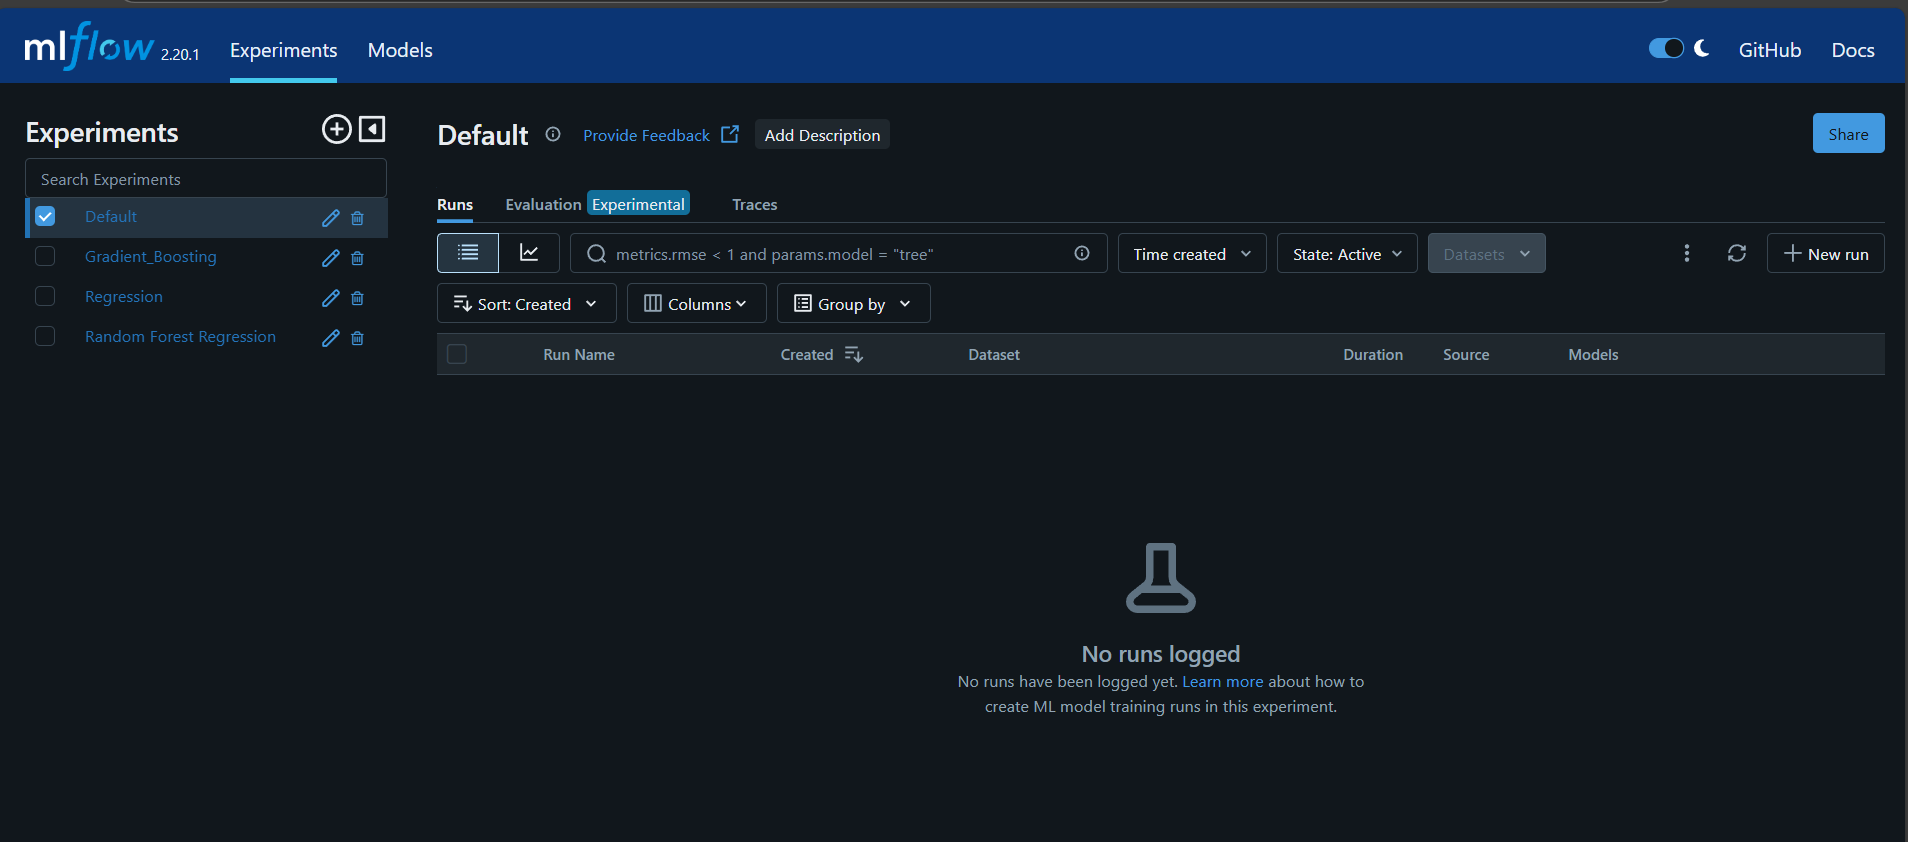 mlflow 2.20.1 Experiments Models GitHub Docs
Experiments
Search Experiments
Default
Gradient_Boosting
Regression
Random Forest Regression
Default Provide Feedback Add Description Share
Runs Evaluation Experimental Traces
metrics.rmse < 1 and params.model = "tree" Time created State: Active Datasets New run
Sort: Created Columns Group by
Run Name Created Dataset Duration Source Models
No runs logged
No runs have been logged yet. Learn more about how to
create ML model training runs in this experiment.